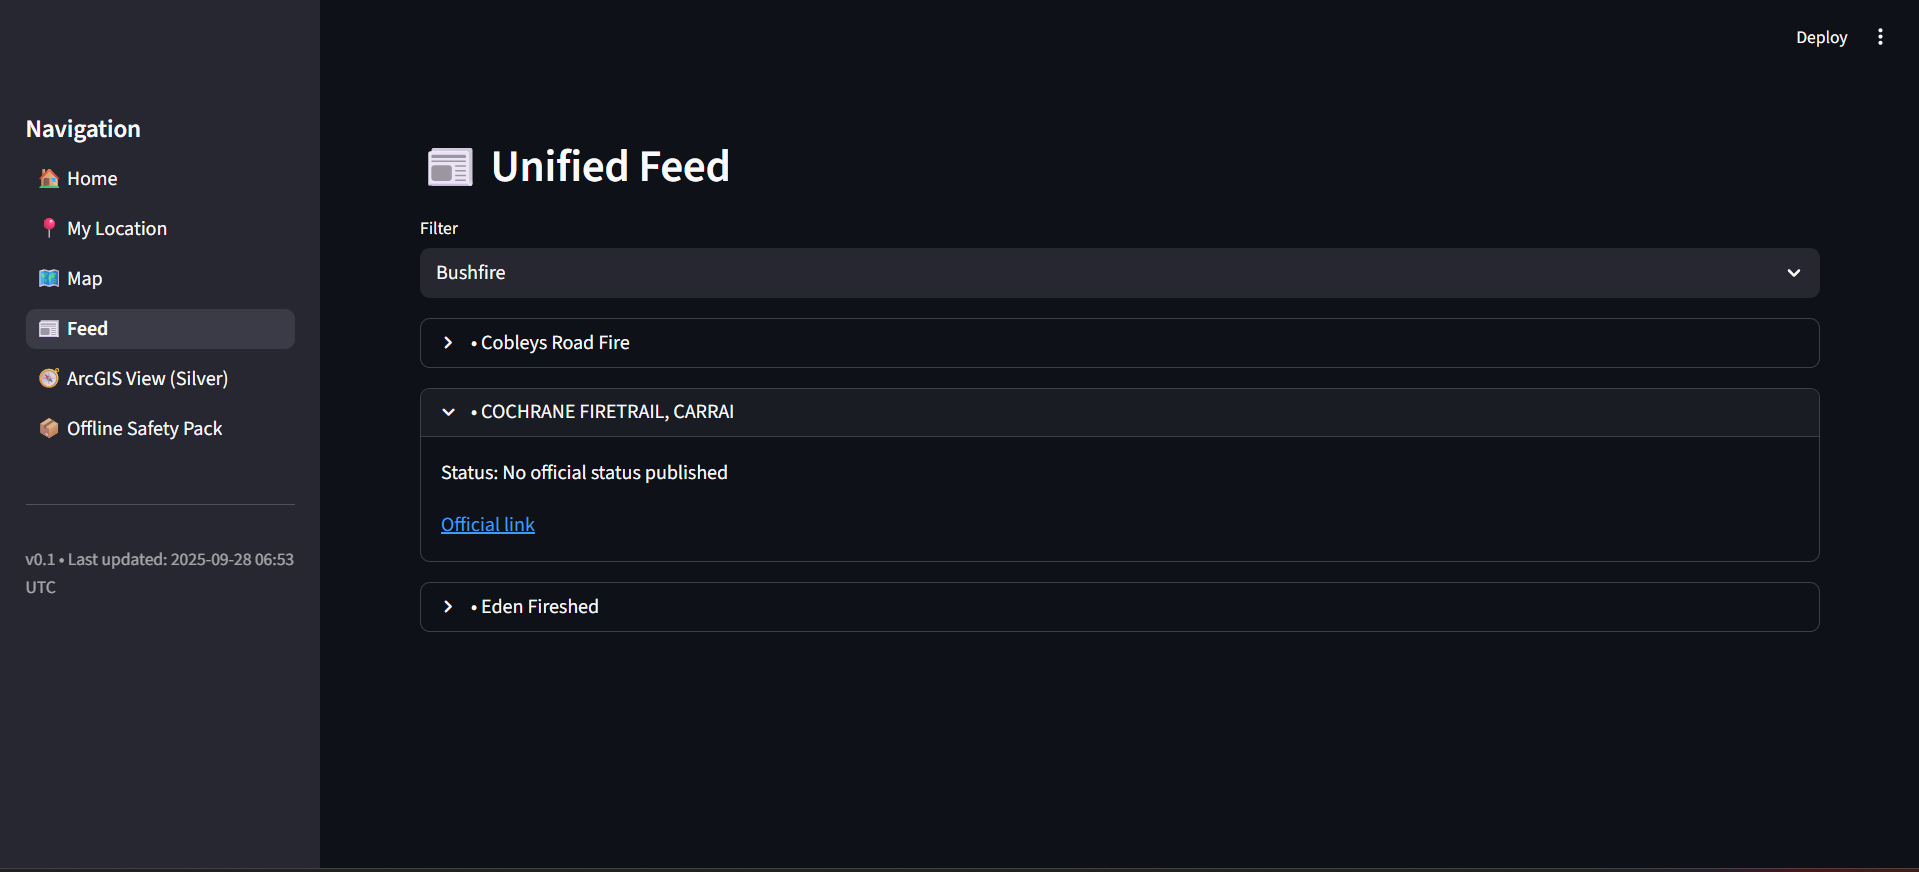 Deploy
Navigation
Home
My Location
Map
Feed
ArcGIS View (Silver)
Offline Safety Pack
v0.1 • Last updated: 2025-09-28 06:53
UTC
Unified Feed
Filter
Bushfire
• Cobleys Road Fire
• COCHRANE FIRETRAIL, CARRAI
Status: No official status published
Official link
• Eden Fireshed